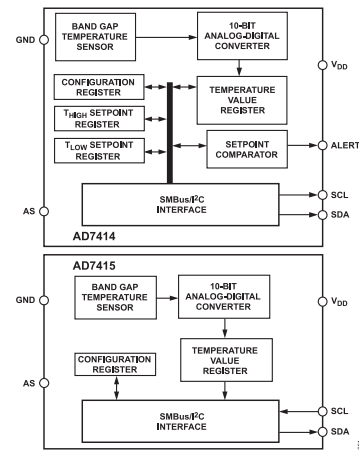 BAND GAP
TEMPERATURE
SENSOR
10-BIT
ANALOG-DIGITAL
CONVERTER
GND
VDD
CONFIGURATION
REGISTER
TEMPERATURE
VALUE
REGISTER
THIGH SETPOINT
REGISTER
TLOW SETPOINT
REGISTER
SETPOINT
COMPARATOR
ALERT
SMBus/I2C
INTERFACE
SCL
SDA
AS
AD7414
AD7415
BAND GAP
TEMPERATURE
SENSOR
10-BIT
ANALOG-DIGITAL
CONVERTER
GND
VDD
CONFIGURATION
REGISTER
TEMPERATURE
VALUE
REGISTER
AS
SMBus/I2C
INTERFACE
SCL
SDA